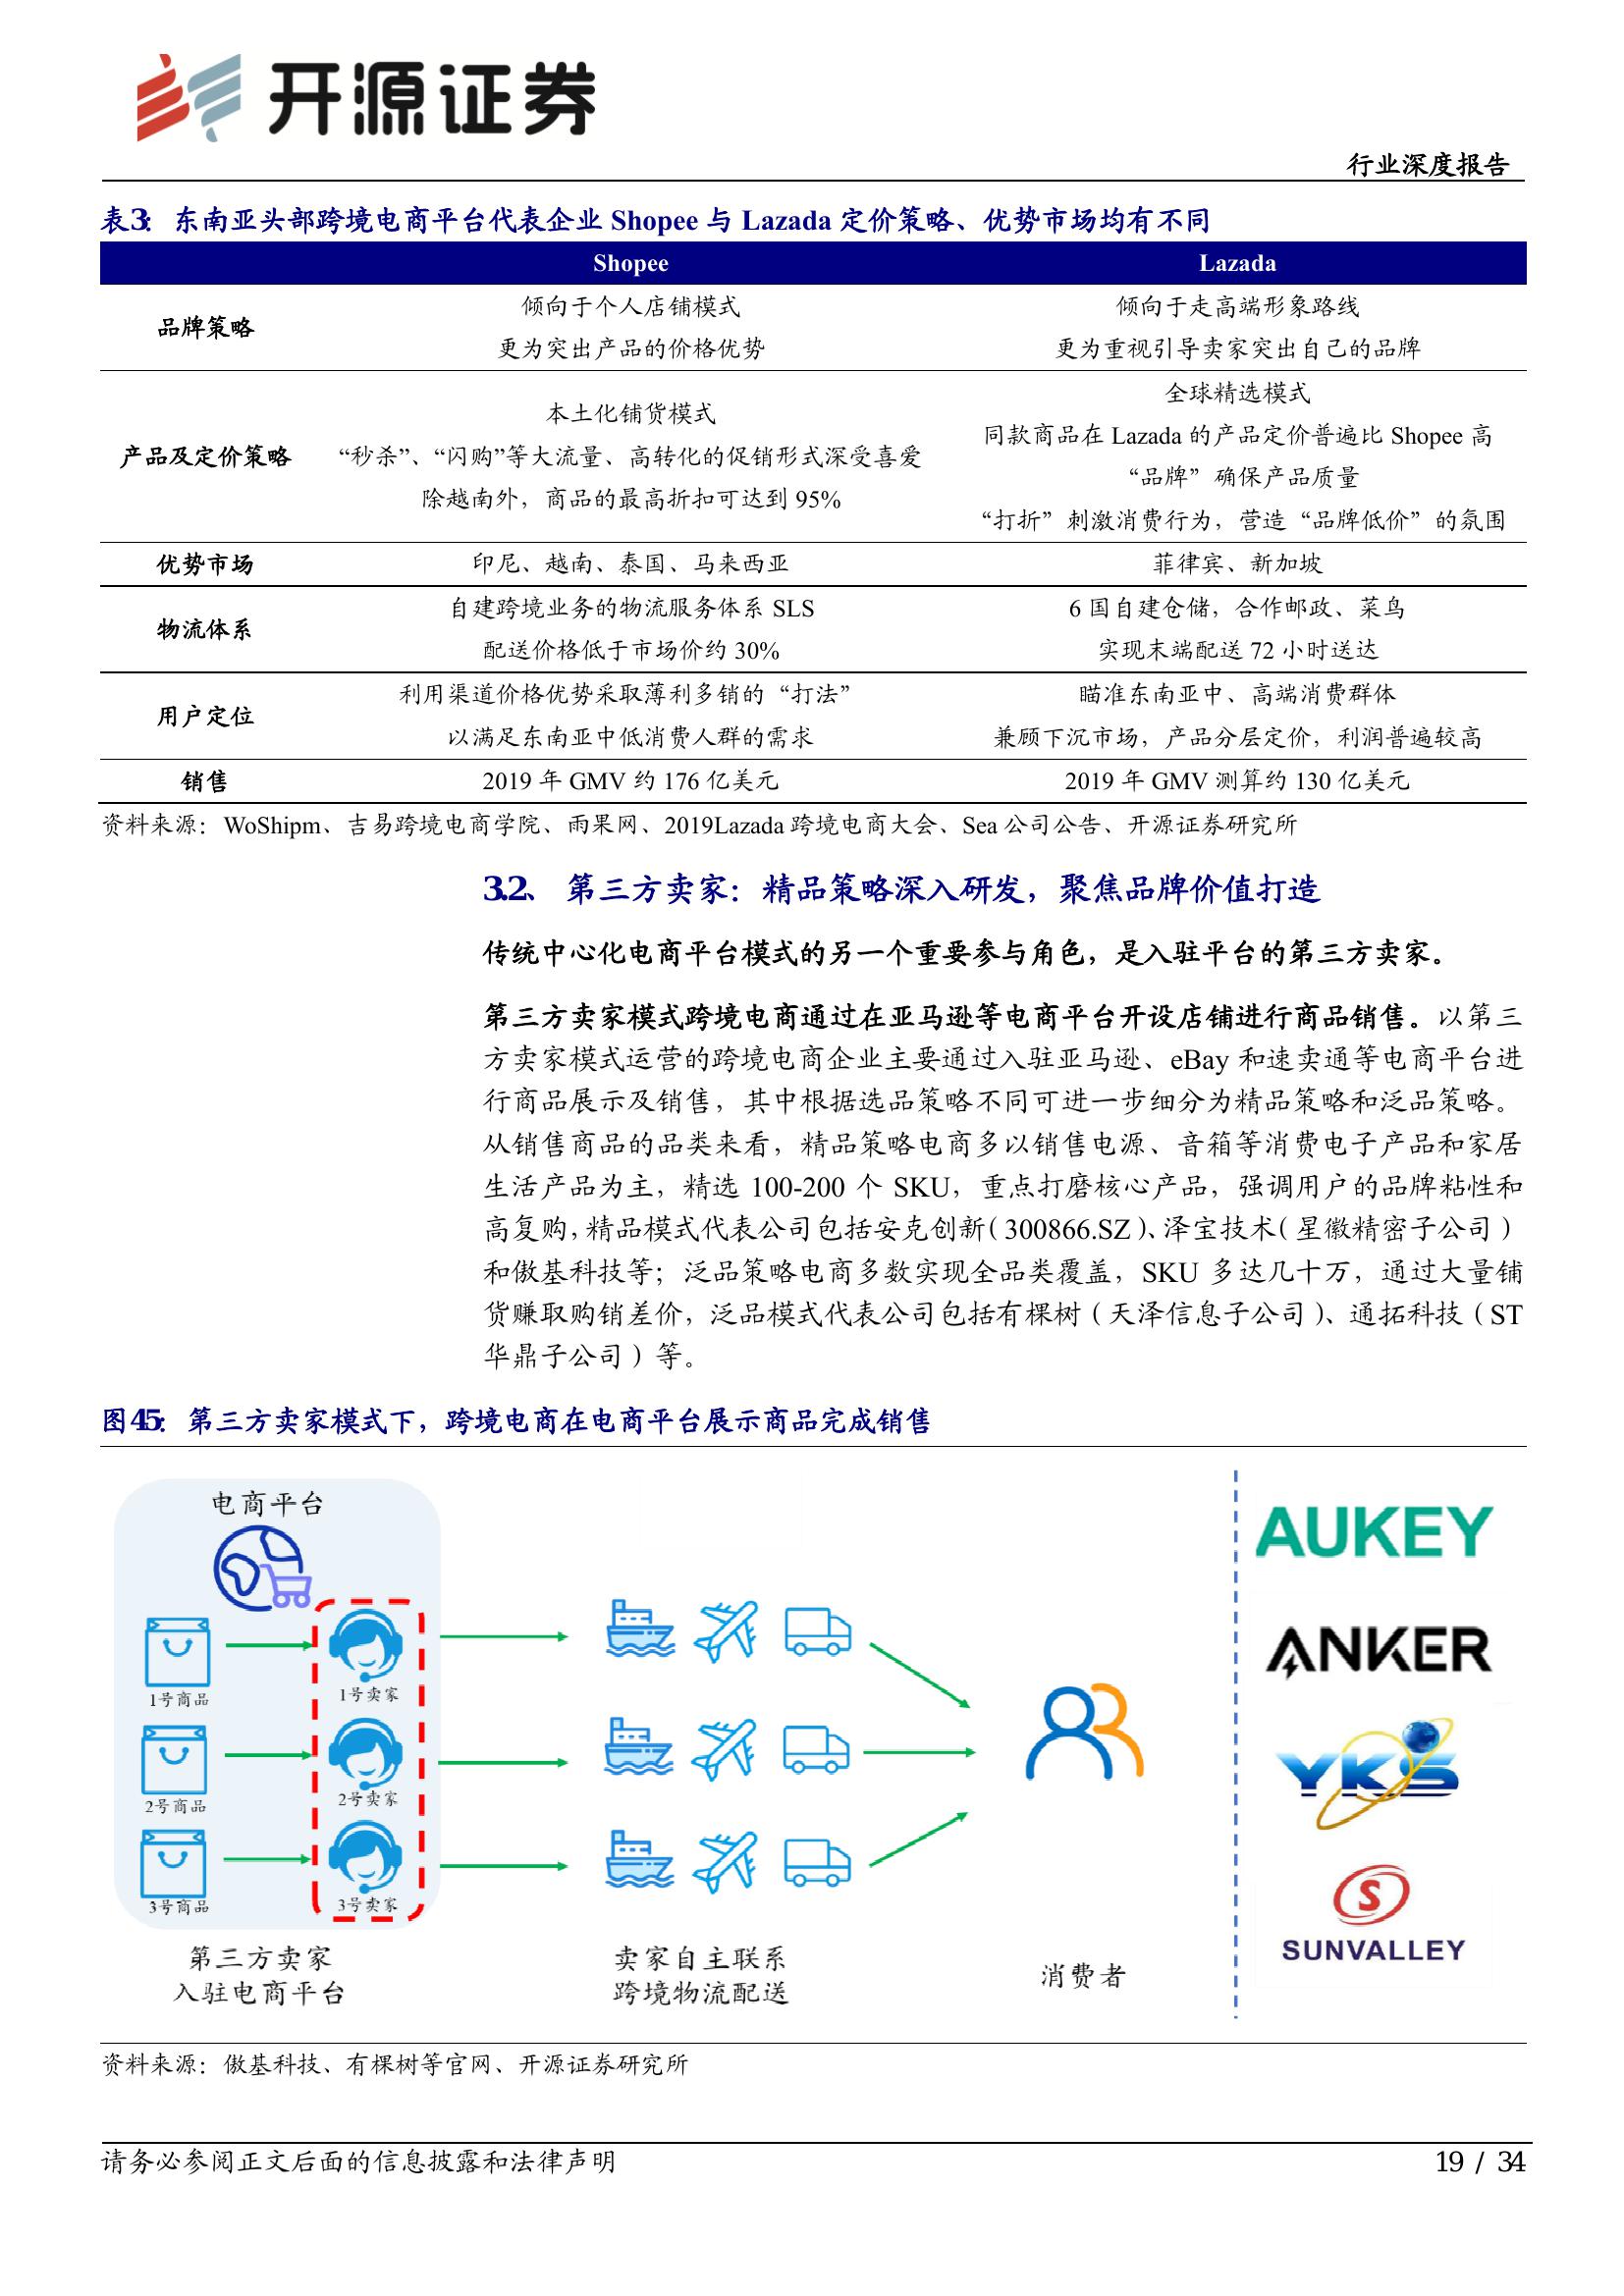 开源证券
行业深度报告
表3：东南亚头部跨境电商平台代表企业 Shopee 与 Lazada 定价策略、优势市场均有不同
Shopee Lazada
品牌策略
倾向于个人店铺模式
更为突出产品的价格优势
倾向于走高端形象路线
更为重视引导卖家突出自己的品牌
产品及定价策略
本土化铺货模式
“秒杀”、“闪购”等大流量、高转化的促销形式深受喜爱
除越南外，商品的最高折扣可达到 95%
全球精选模式
同款商品在 Lazada 的产品定价普遍比 Shopee 高
“品牌”确保产品质量
“打折”刺激消费行为，营造“品牌低价”的氛围
优势市场
印尼、越南、泰国、马来西亚
菲律宾、新加坡
物流体系
自建跨境业务的物流服务体系 SLS
配送价格低于市场价约 30%
6 国自建仓储，合作邮政、菜鸟
实现末端配送 72 小时送达
用户定位
利用渠道价格优势采取薄利多销的“打法”
以满足东南亚中低消费人群的需求
瞄准东南亚中、高端消费群体
兼顾下沉市场，产品分层定价，利润普遍较高
销售
2019 年 GMV 约 176 亿美元
2019 年 GMV 测算约 130 亿美元
资料来源：WoShipm、吉易跨境电商学院、雨果网、2019Lazada 跨境电商大会、Sea 公司公告、开源证券研究所
3.2、 第三方卖家：精品策略深入研发，聚焦品牌价值打造
传统中心化电商平台模式的另一个重要参与角色，是入驻平台的第三方卖家。
第三方卖家模式跨境电商通过在亚马逊等电商平台开设店铺进行商品销售。以第三
方卖家模式运营的跨境电商企业主要通过入驻亚马逊、eBay 和速卖通等电商平台进
行商品展示及销售，其中根据选品策略不同可进一步细分为精品策略和泛品策略。
从销售商品的品类来看，精品策略电商多以销售电源、音箱等消费电子产品和家居
生活产品为主，精选 100-200 个 SKU，重点打磨核心产品，强调用户的品牌粘性和
高复购，精品模式代表公司包括安克创新（300866.SZ）、泽宝技术（星徽精密子公司）
和傲基科技等；泛品策略电商多数实现全品类覆盖，SKU 多达几十万，通过大量铺
货赚取购销差价，泛品模式代表公司包括有棵树（天泽信息子公司）、通拓科技（ST
华鼎子公司）等。
图45：第三方卖家模式下，跨境电商在电商平台展示商品完成销售
电商平台
1号商品
1号卖家
2号商品
2号卖家
3号商品
3号卖家
第三方卖家
入驻电商平台
卖家自主联系
跨境物流配送
消费者
AUKEY
ANKER
YKS
S
SUNVALLEY
资料来源：傲基科技、有棵树等官网、开源证券研究所
请务必参阅正文后面的信息披露和法律声明
19 / 34